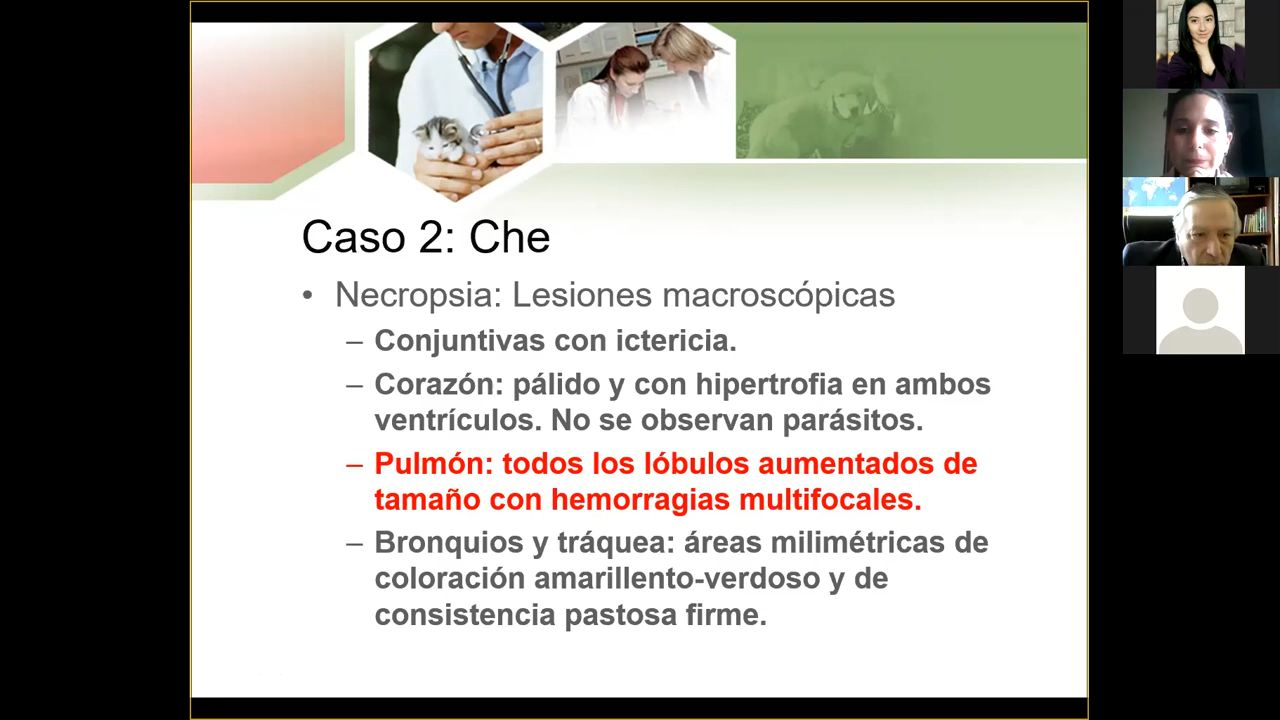 Caso 2: Che
• Necropsia: Lesiones macroscópicas
– Conjuntivas con ictericia.
– Corazón: pálido y con hipertrofia en ambos
ventrículos. No se observan parásitos.
– Pulmón: todos los lóbulos aumentados de
tamaño con hemorragias multifocales.
– Bronquios y tráquea: áreas milimétricas de
coloración amarillento-verdoso y de
consistencia pastosa firme.